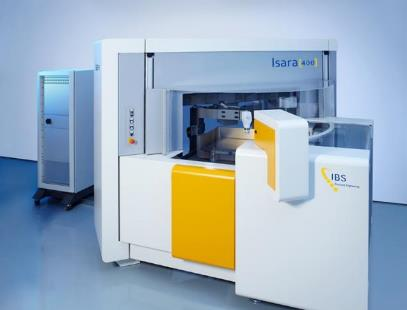 Isara 400
IBS
Precision Engineering